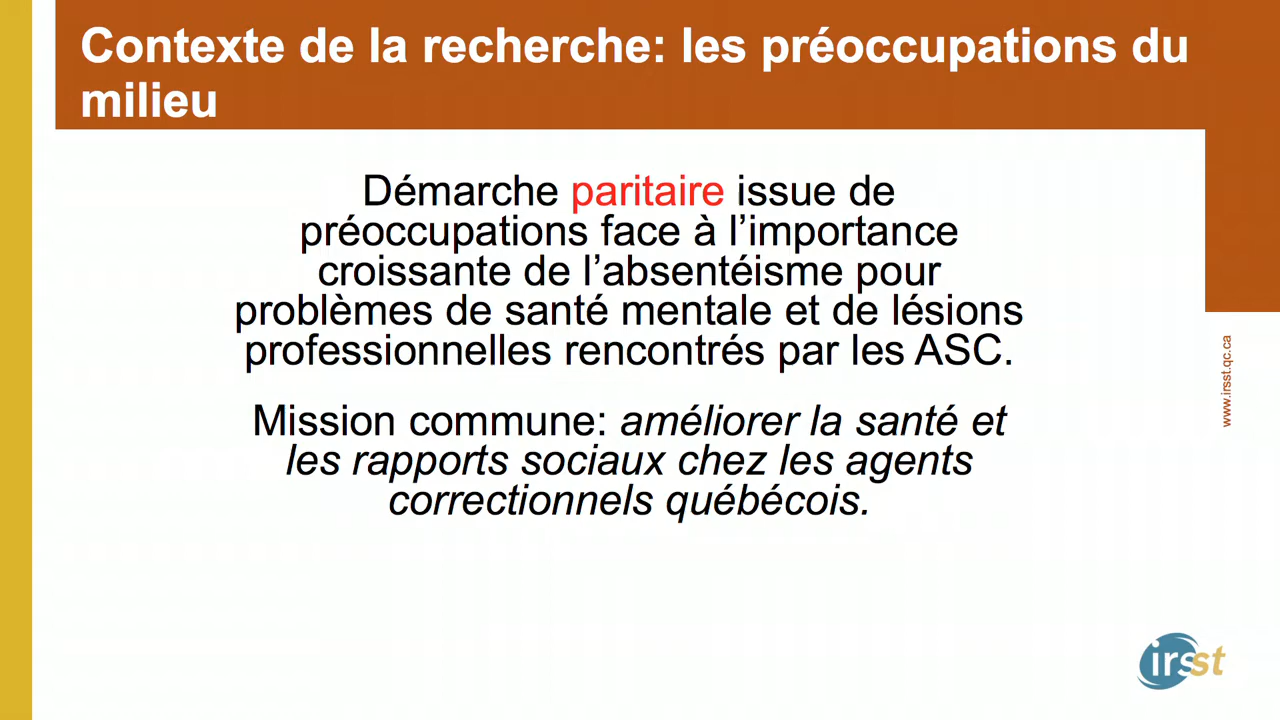 Contexte de la recherche: les préoccupations du
milieu
Démarche paritaire issue de
préoccupations face à l’importance
croissante de l’absentéisme pour
problèmes de santé mentale et de lésions
professionnelles rencontrés par les ASC.
Mission commune: améliorer la santé et
les rapports sociaux chez les agents
correctionnels québécois.
www.irsst.qc.ca
irsst